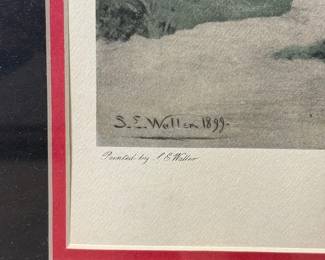 S. E. Waller 1899.
Painted by S. E. Waller